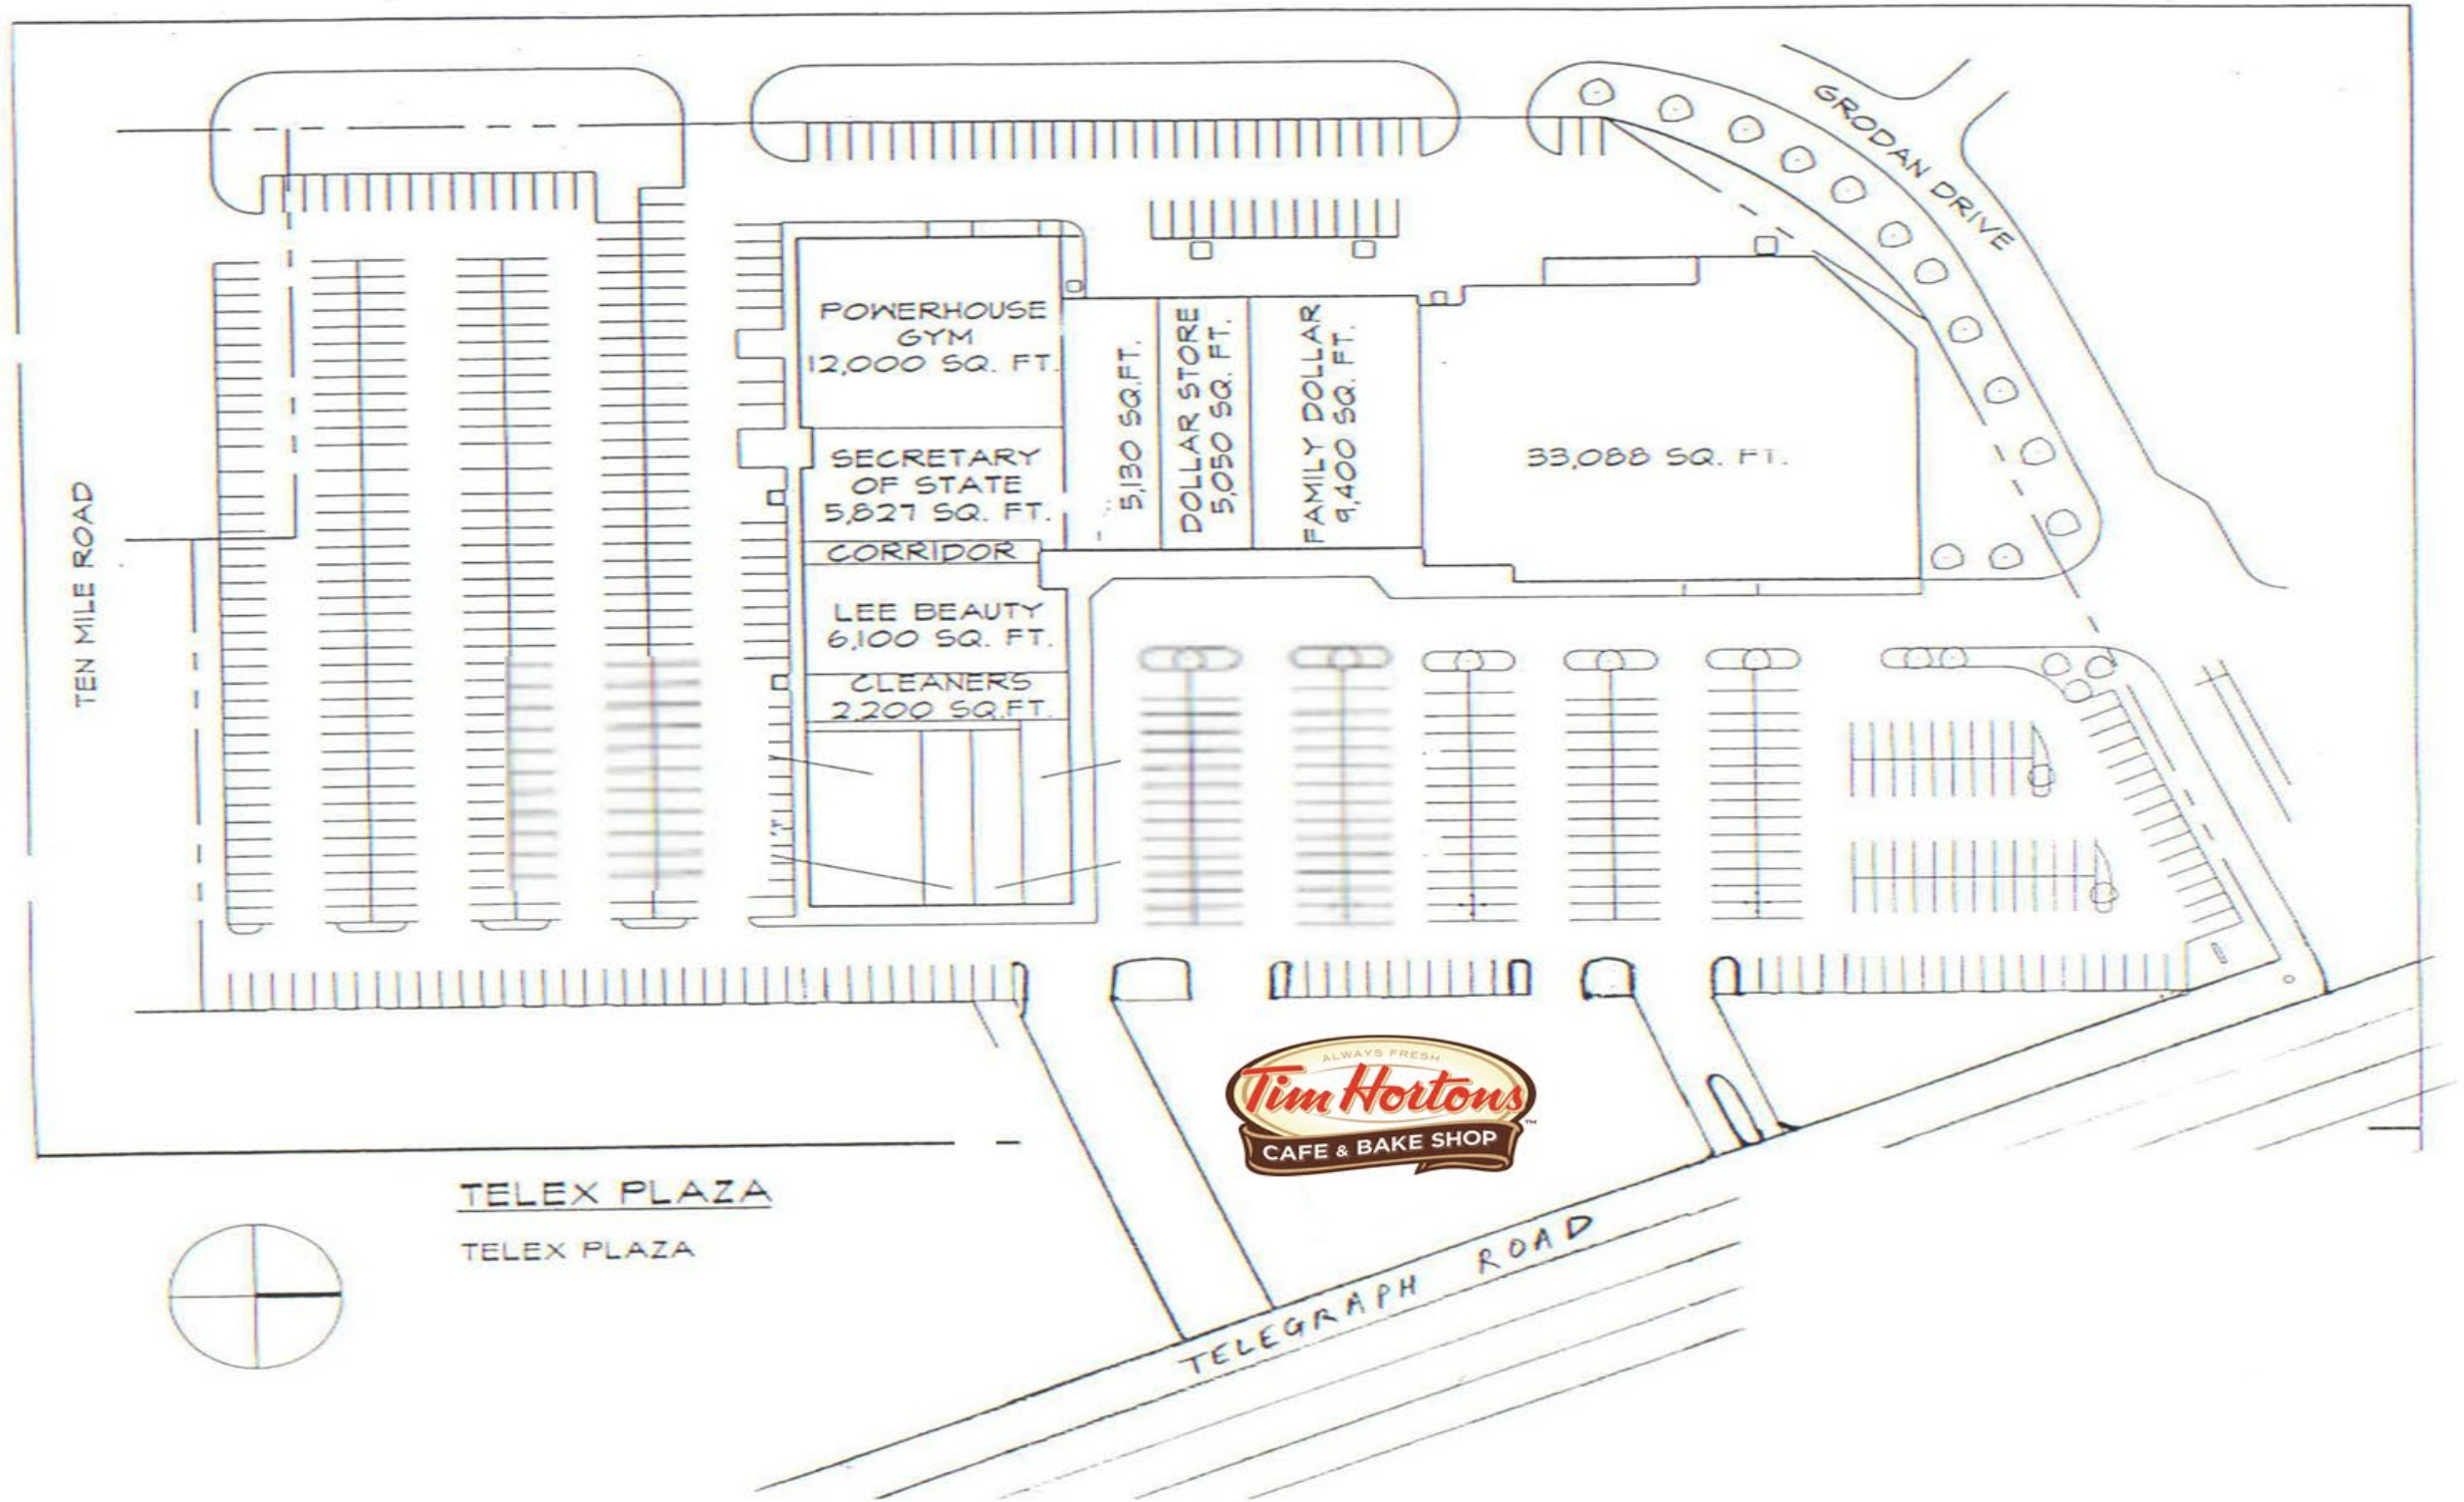 GRODAN DRIVE
POWERHOUSE
GYM
12,000 SQ. FT.
SECRETARY
OF STATE
5,827 SQ. FT.
CORRIDOR
LEE BEAUTY
6,100 SQ. FT.
CLEANERS
2,200 SQ.FT.
5,130 SQ.FT.
DOLLAR STORE
5,050 SQ. FT.
FAMILY DOLLAR
9,400 SQ. FT.
33,088 SQ. FT.
TEN MILE ROAD
ALWAYS FRESH
Tim Hortons
TM
CAFE & BAKE SHOP
TELEX PLAZA
TELEX PLAZA
TELEGRAPH ROAD